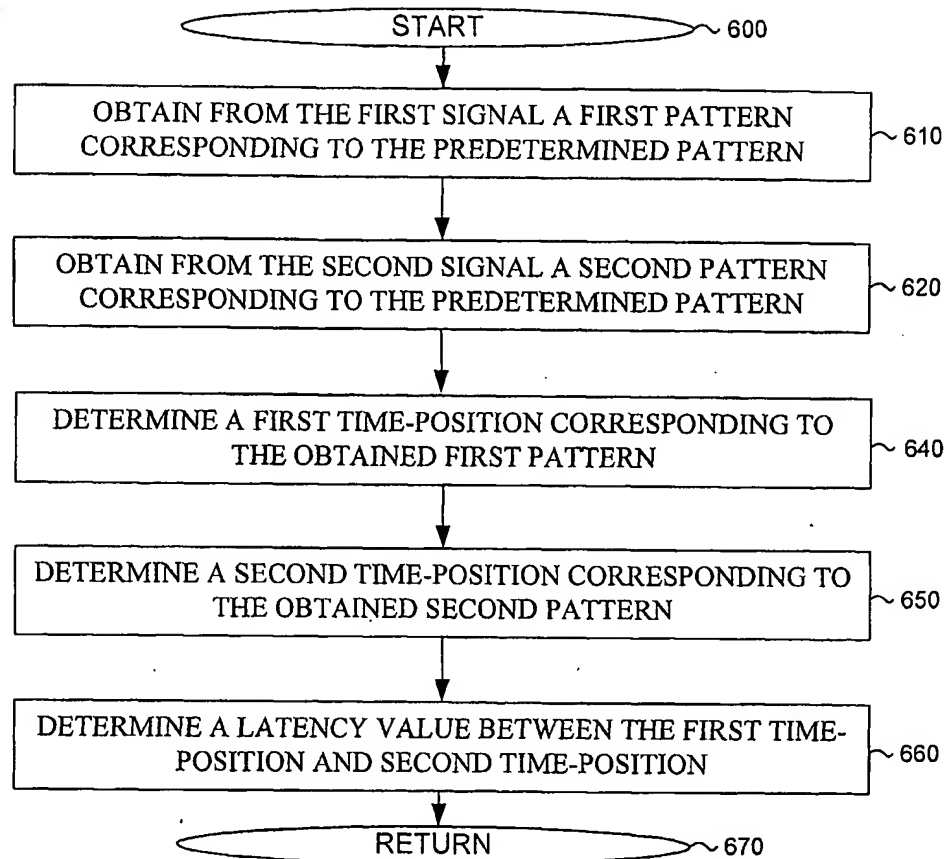 START
600
OBTAIN FROM THE FIRST SIGNAL A FIRST PATTERN
CORRESPONDING TO THE PREDETERMINED PATTERN
610
OBTAIN FROM THE SECOND SIGNAL A SECOND PATTERN
CORRESPONDING TO THE PREDETERMINED PATTERN
620
DETERMINE A FIRST TIME-POSITION CORRESPONDING TO
THE OBTAINED FIRST PATTERN
640
DETERMINE A SECOND TIME-POSITION CORRESPONDING TO
THE OBTAINED SECOND PATTERN
650
DETERMINE A LATENCY VALUE BETWEEN THE FIRST TIME-
POSITION AND SECOND TIME-POSITION
660
RETURN
670